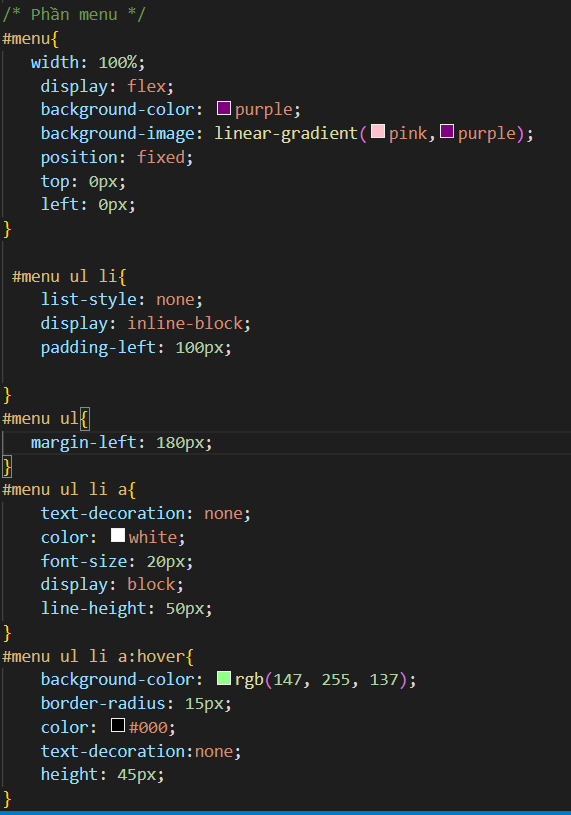 /* Phần menu */
#menu{
width: 100%;
display: flex;
background-color: purple;
background-image: linear-gradient(pink,purple);
position: fixed;
top: 0px;
left: 0px;
}
#menu ul li{
list-style: none;
display: inline-block;
padding-left: 100px;
}
#menu ul{
margin-left: 180px;
}
#menu ul li a{
text-decoration: none;
color: white;
font-size: 20px;
display: block;
line-height: 50px;
}
#menu ul li a:hover{
background-color: rgb(147, 255, 137);
border-radius: 15px;
color: #000;
text-decoration:none;
height: 45px;
}